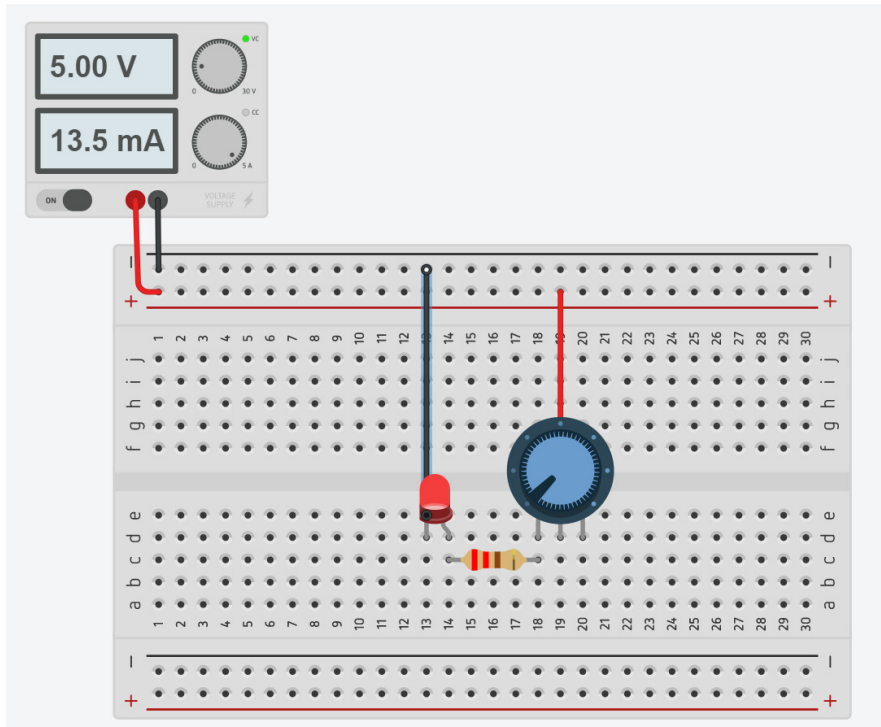 5.00 V
VC
0 30 V
13.5 mA
CC
0 5 A
ON
VOLTAGE
SUPPLY
− −
+ +
1 2 3 4 5 6 7 8 9 10 11 12 14 15 16 17 18 20 21 22 23 24 25 26 27 28 29 30
j j
i i
h h
g g
f f
e e
d d
c c
b b
a a
1 2 3 4 5 6 7 8 9 10 11 12 13 14 15 16 17 18 19 20 21 22 23 24 25 26 27 28 29 30
− −
+ +